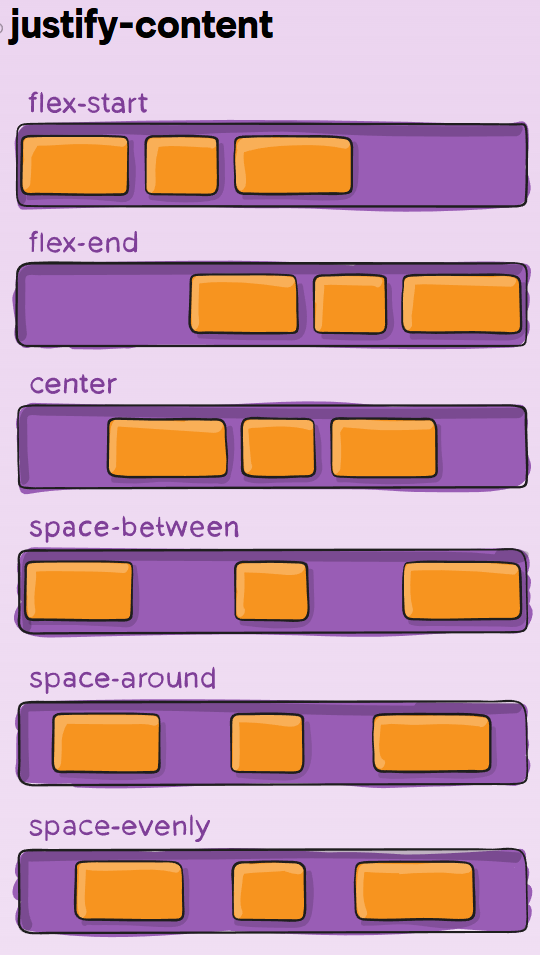 justify-content
flex-start
flex-end
center
space-between
space-around
space-evenly